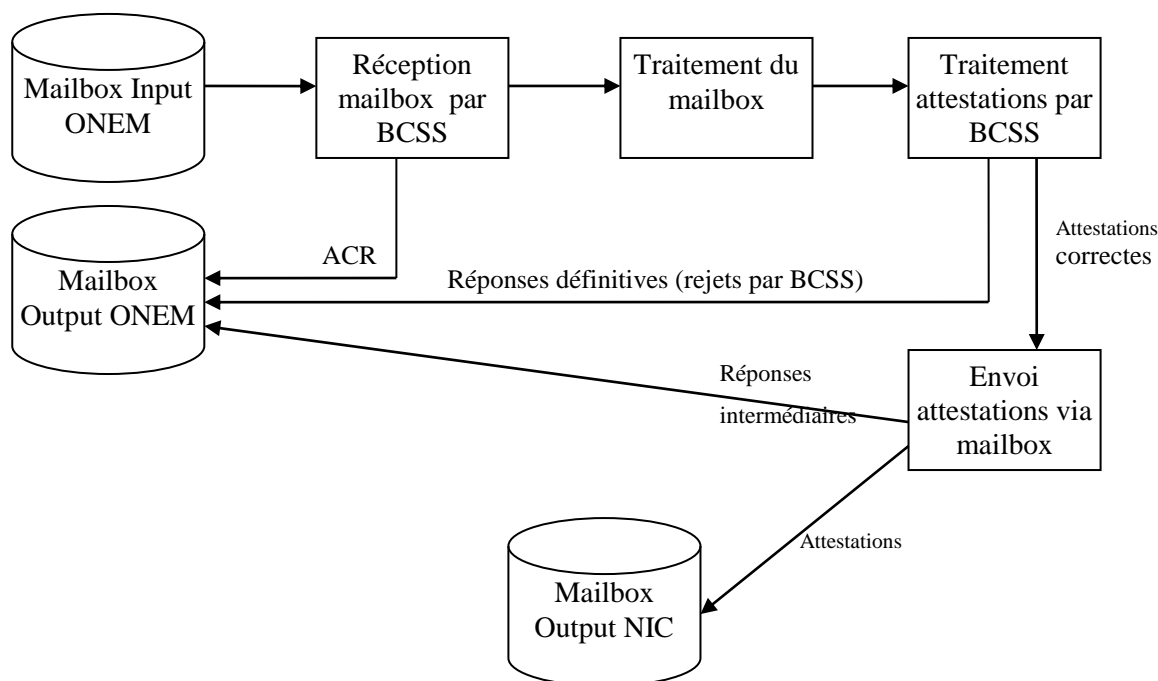 Mailbox Input
ONEM
Réception
mailbox par
BCSS
Traitement du
mailbox
Traitement
attestations par
BCSS
Mailbox
Output ONEM
ACR
Réponses définitives (rejets par BCSS)
Attestations
correctes
Réponses
intermédiaires
Envoi
attestations via
mailbox
Attestations
Mailbox
Output NIC